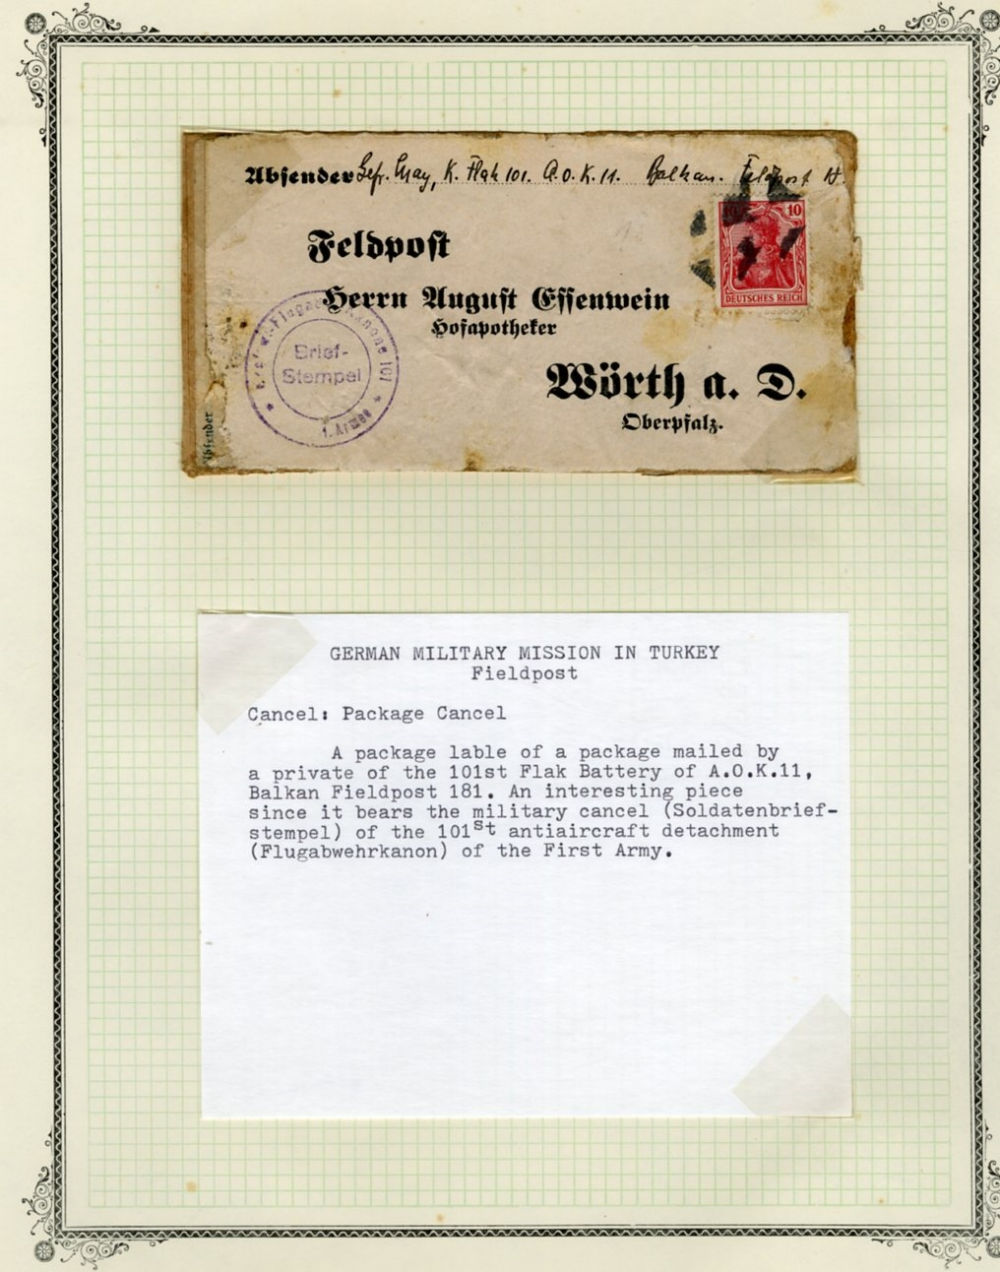 Absender Gefr. May, K. Flak 101. A.O.K. 11. Balkan. Feldpost
10
Feldpost
DEUTSCHES REICH
Herrn August Essenwein
Hofapotheker
Brief-
Stempel
101
1. Armee
Wörth a. D.
Oberpfalz.
Absender
GERMAN MILITARY MISSION IN TURKEY
Fieldpost
Cancel: Package Cancel
A package lable of a package mailed by
a private of the 101st Flak Battery of A.O.K.11,
Balkan Fieldpost 181. An interesting piece
since it bears the military cancel (Soldatenbrief-
stempel) of the 101st antiaircraft detachment
(Flugabwehrkanon) of the First Army.